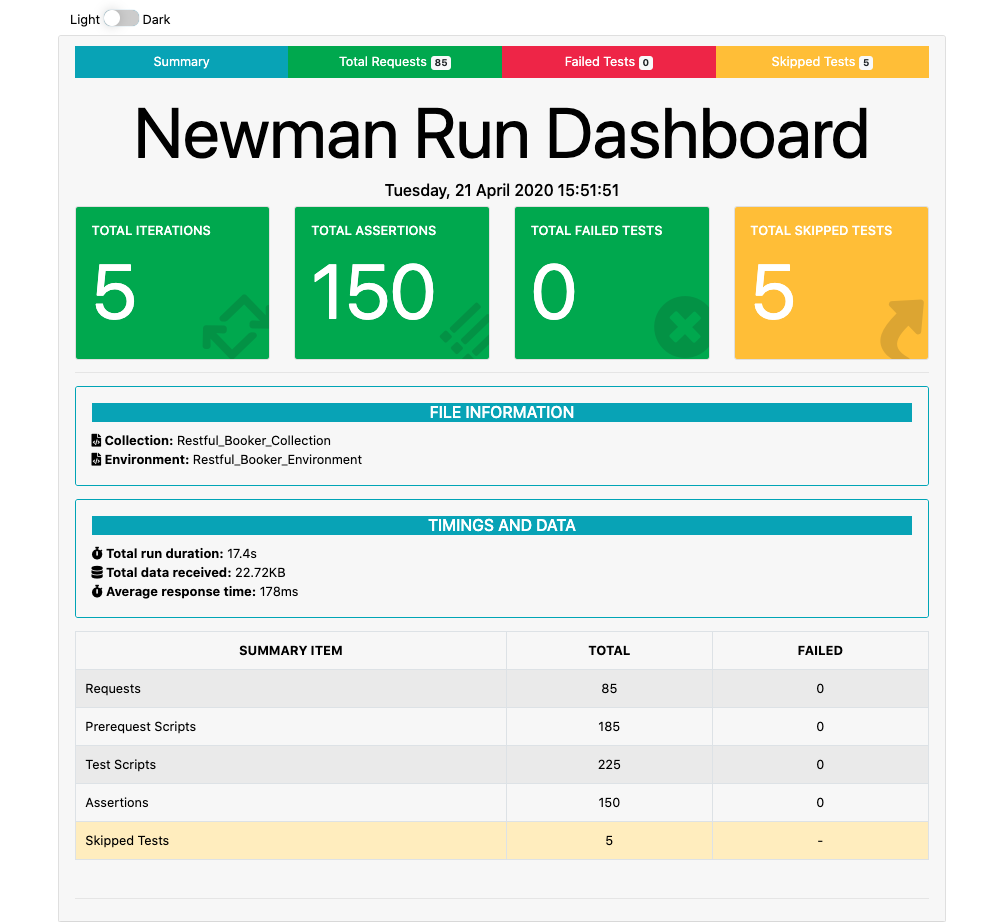 Light Dark
Summary Total Requests 85 Failed Tests 0 Skipped Tests 5
Newman Run Dashboard
Tuesday, 21 April 2020 15:51:51
TOTAL ITERATIONS
5
TOTAL ASSERTIONS
150
TOTAL FAILED TESTS
0
TOTAL SKIPPED TESTS
5
FILE INFORMATION
Collection: Restful_Booker_Collection
Environment: Restful_Booker_Environment
TIMINGS AND DATA
Total run duration: 17.4s
Total data received: 22.72KB
Average response time: 178ms
SUMMARY ITEM TOTAL FAILED
Requests 85 0
Prerequest Scripts 185 0
Test Scripts 225 0
Assertions 150 0
Skipped Tests 5 -